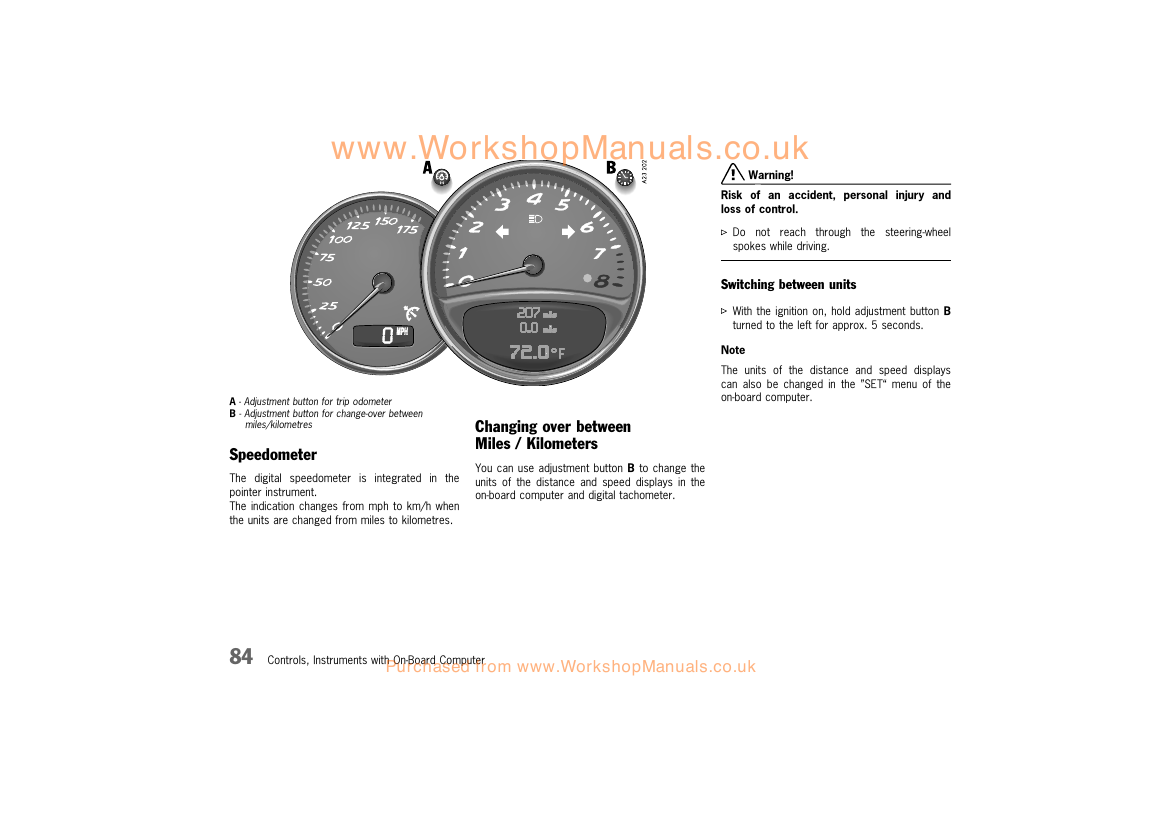 www.WorkshopManuals.co.uk
A
B
A23 202
25
50
75
100
125
150
175
0 MPH
0
1
2
3
4
5
6
7
8
207 miles
0.0 miles
72.0°F
A - Adjustment button for trip odometer
B - Adjustment button for change-over between
miles/kilometres
Speedometer
The digital speedometer is integrated in the
pointer instrument.
The indication changes from mph to km/h when
the units are changed from miles to kilometres.
Changing over between
Miles / Kilometers
You can use adjustment button B to change the
units of the distance and speed displays in the
on-board computer and digital tachometer.
Warning!
Risk of an accident, personal injury and
loss of control.
▷ Do not reach through the steering-wheel
spokes while driving.
Switching between units
▷ With the ignition on, hold adjustment button B
turned to the left for approx. 5 seconds.
Note
The units of the distance and speed displays
can also be changed in the "SET“ menu of the
on-board computer.
84 Controls, Instruments with On-Board Computer
Purchased from www.WorkshopManuals.co.uk